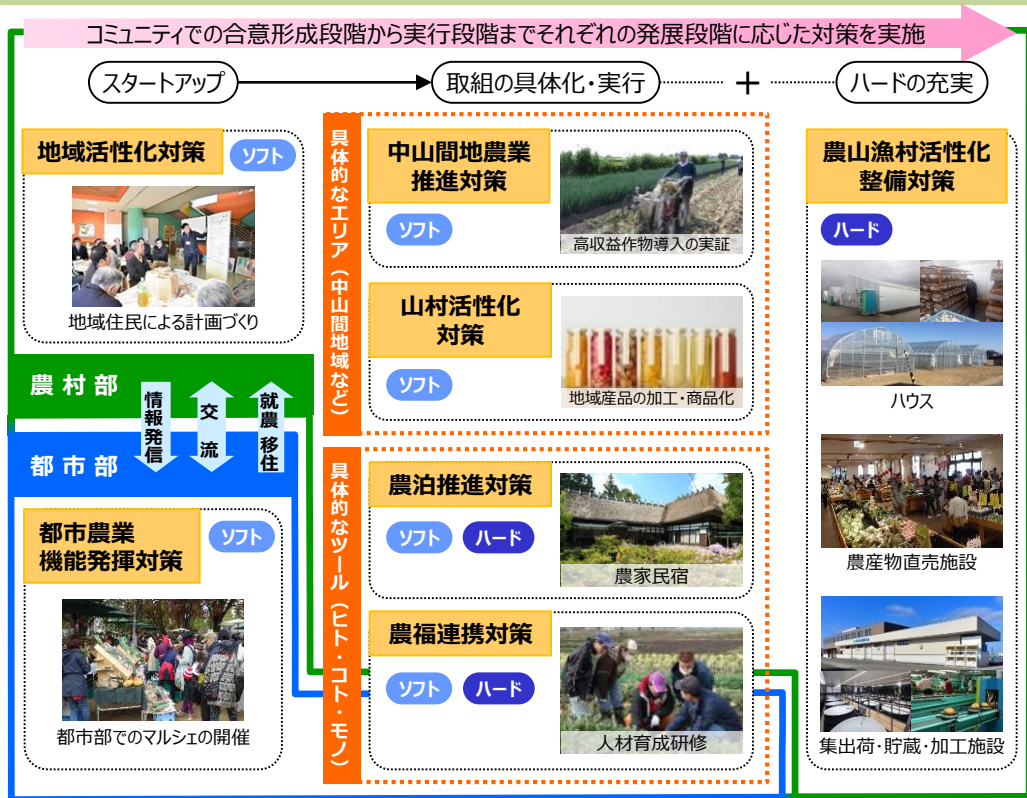 コミュニティでの合意形成段階から実行段階までそれぞれの発展段階に応じた対策を実施
スタートアップ
取組の具体化・実行
＋
ハードの充実
地域活性化対策
ソフト
地域住民による計画づくり
農村部
情報発信
交流
就農移住
都市部
都市農業
機能発揮対策
ソフト
都市部でのマルシェの開催
具体的なエリア（中山間地域など）
中山間地農業
推進対策
ソフト
高収益作物導入の実証
山村活性化
対策
ソフト
地域産品の加工・商品化
具体的なツール（ヒト・コト・モノ）
農泊推進対策
ソフト
ハード
農家民宿
農福連携対策
ソフト
ハード
人材育成研修
農山漁村活性化
整備対策
ハード
ハウス
農産物直売施設
集出荷・貯蔵・加工施設